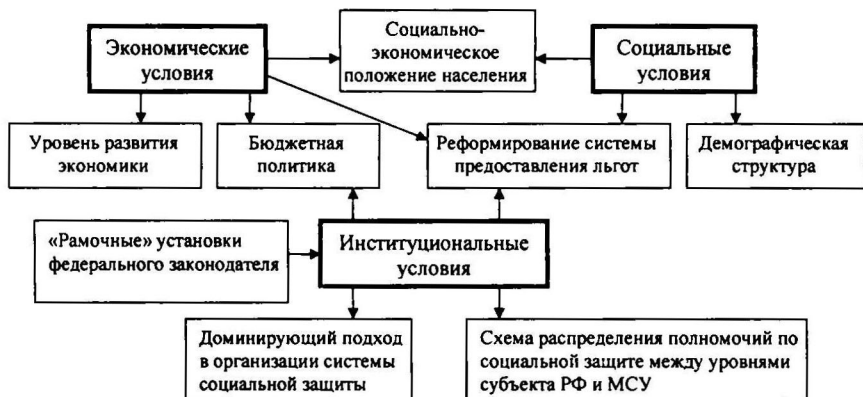 Экономические
условия
Социально-
экономическое
положение населения
Социальные
условия
Уровень развития
экономики
Бюджетная
политика
Реформирование системы
предоставления льгот
Демографическая
структура
«Рамочные» установки
федерального законодателя
Институциональные
условия
Доминирующий подход
в организации системы
социальной защиты
Схема распределения полномочий по
социальной защите между уровнями
субъекта РФ и МСУ